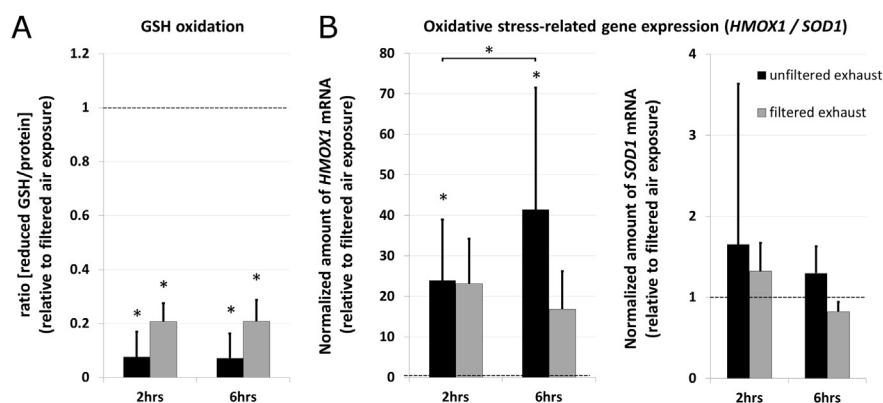 A
GSH oxidation
ratio [reduced GSH/protein]
(relative to filtered air exposure)
1.2
1
0.8
0.6
0.4
0.2
0
* * * *
2hrs 6hrs
B
Oxidative stress-related gene expression (HMOX1 / SOD1)
Normalized amount of HMOX1 mRNA
(relative to filtered air exposure)
80
70
60
50
40
30
20
10
0
*
*
*
2hrs 6hrs
Normalized amount of SOD1 mRNA
(relative to filtered air exposure)
4
3
2
1
0
2hrs 6hrs
unfiltered exhaust
filtered exhaust